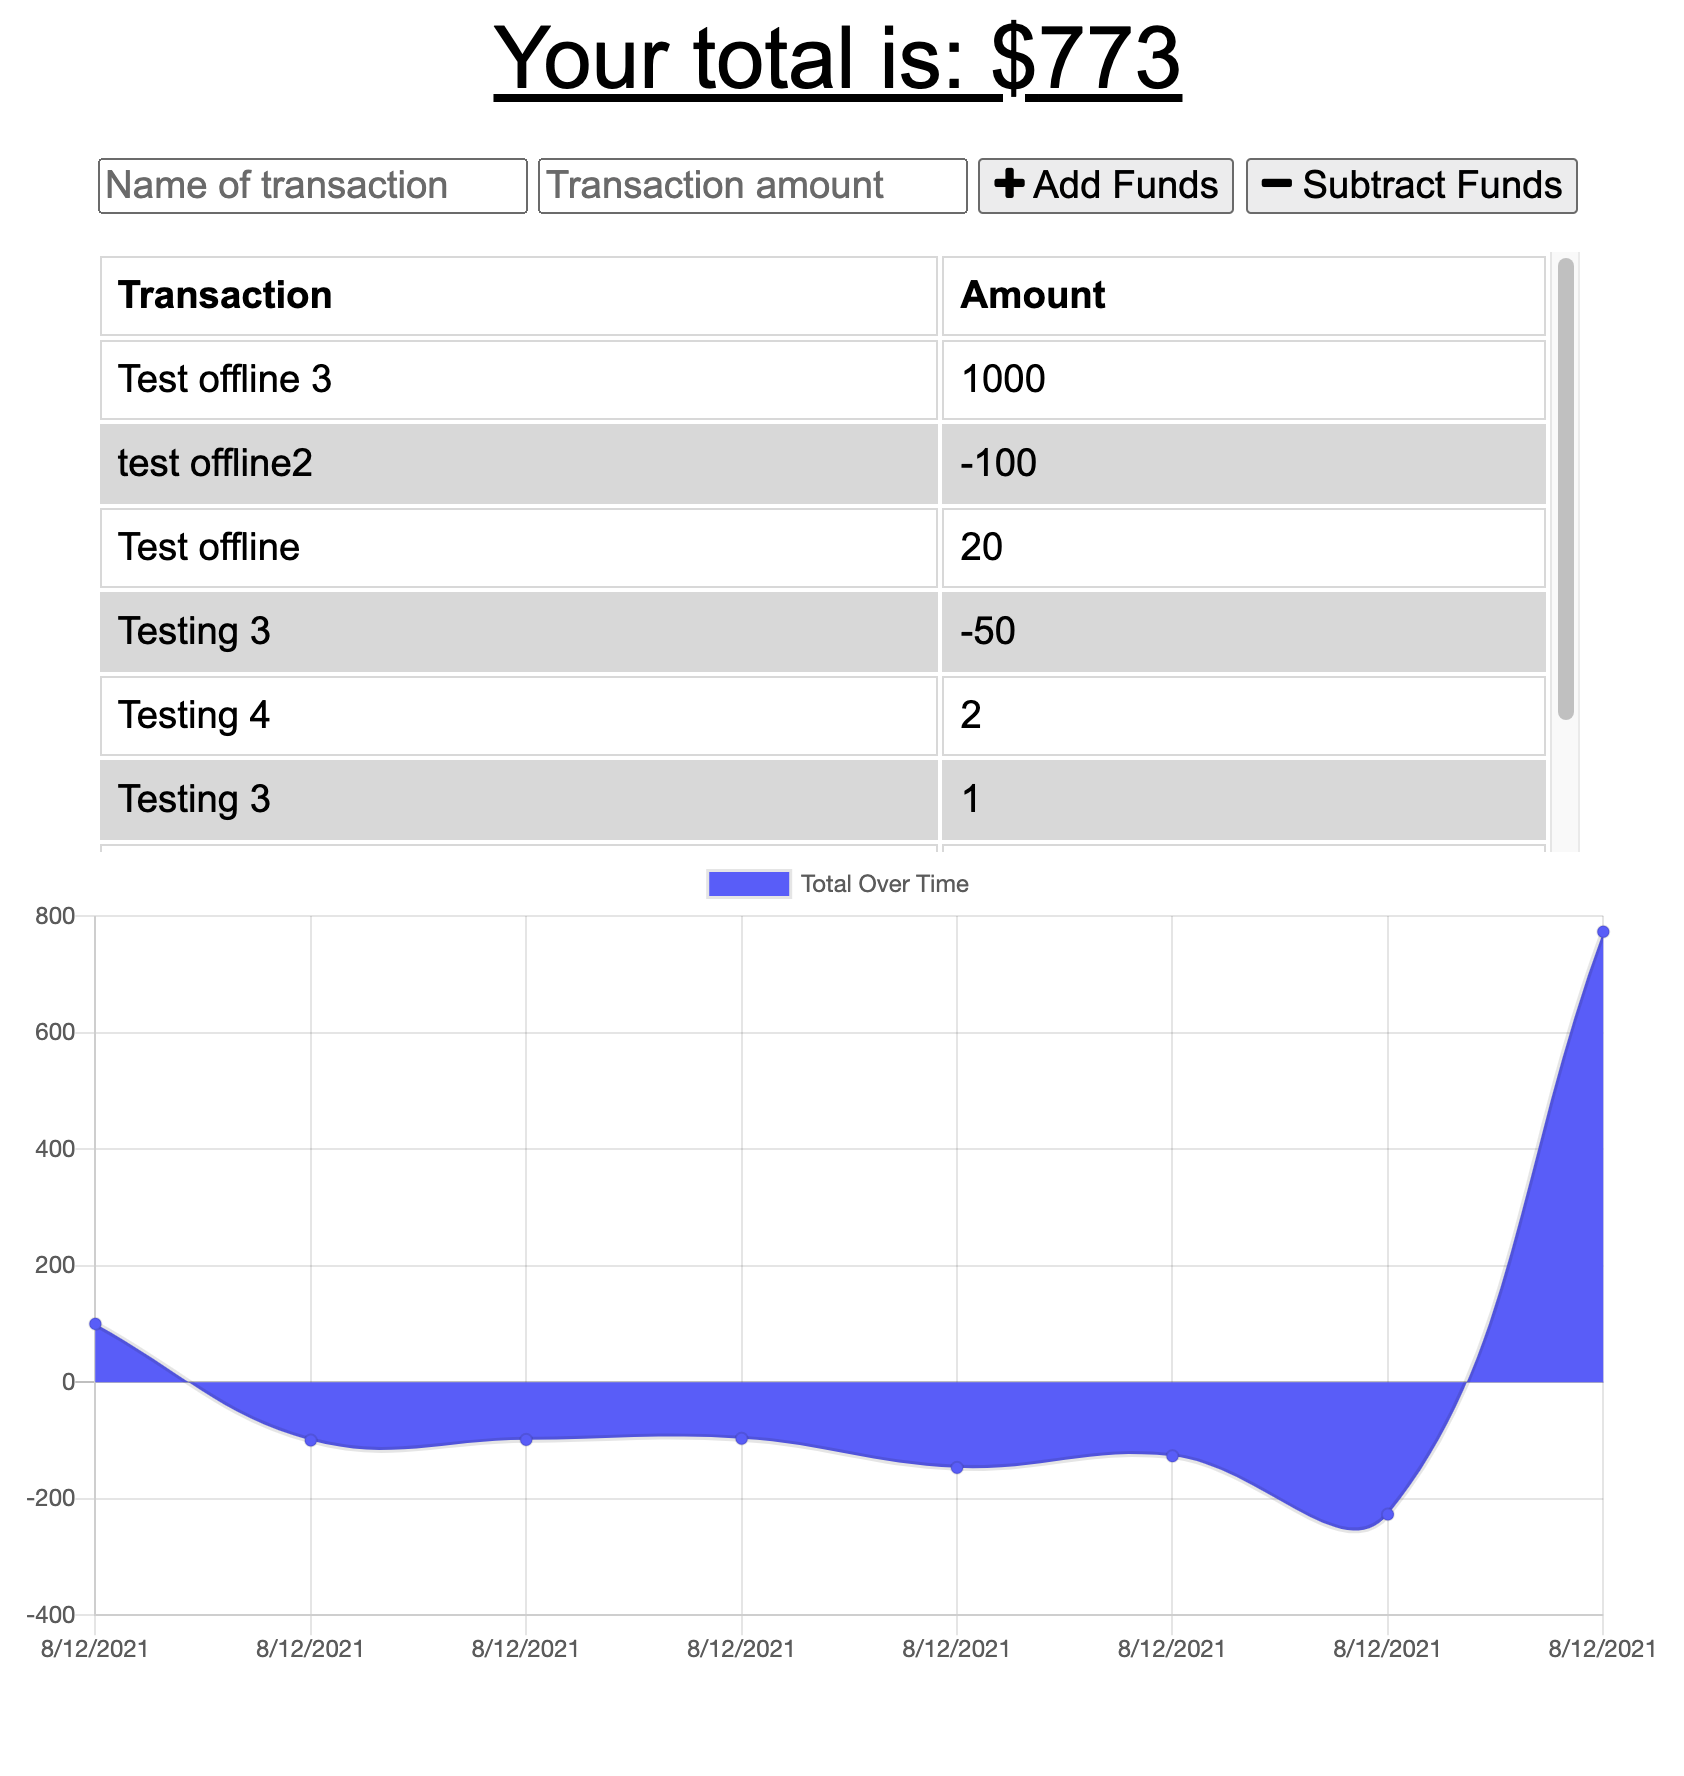 Your total is: $773
Name of transaction Transaction amount Add Funds Subtract Funds
Transaction Amount
Test offline 3 1000
test offline2 -100
Test offline 20
Testing 3 -50
Testing 4 2
Testing 3 1
Total Over Time
800
600
400
200
0
-200
-400
8/12/2021 8/12/2021 8/12/2021 8/12/2021 8/12/2021 8/12/2021 8/12/2021 8/12/2021